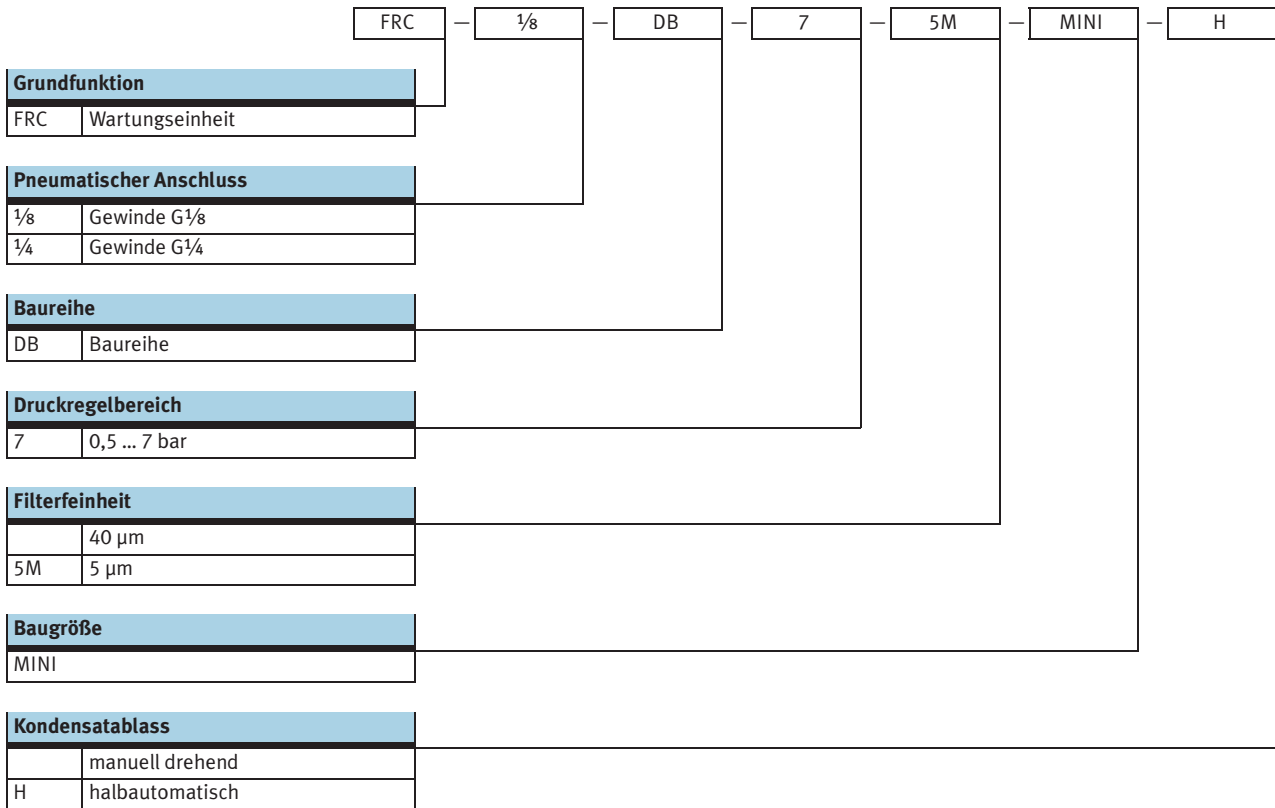 FRC — ⅛ — DB — 7 — 5M — MINI — H
Grundfunktion
FRC Wartungseinheit
Pneumatischer Anschluss
⅛ Gewinde G⅛
¼ Gewinde G¼
Baureihe
DB Baureihe
Druckregelbereich
7 0,5 … 7 bar
Filterfeinheit
40 µm
5M 5 µm
Baugröße
MINI
Kondensatablass
manuell drehend
H halbautomatisch